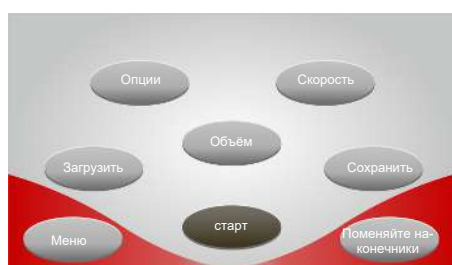 Опции
Скорость
Объём
Загрузить
Сохранить
старт
Меню
Поменяйте на-
конечники